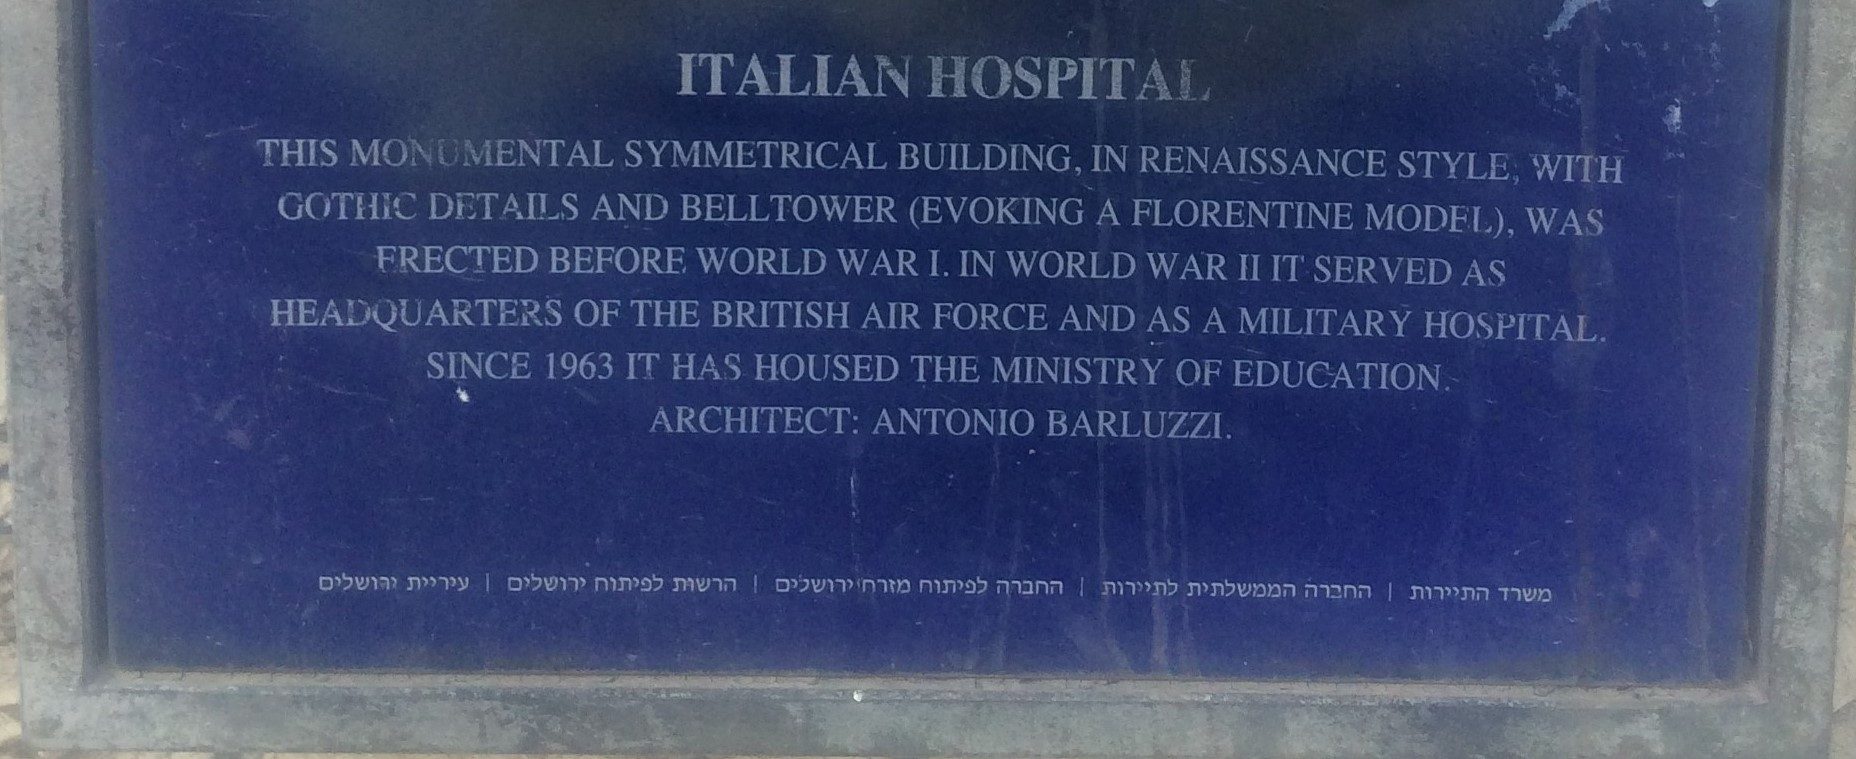 ITALIAN HOSPITAL
THIS MONUMENTAL SYMMETRICAL BUILDING, IN RENAISSANCE STYLE, WITH
GOTHIC DETAILS AND BELLTOWER (EVOKING A FLORENTINE MODEL), WAS
ERECTED BEFORE WORLD WAR I. IN WORLD WAR II IT SERVED AS
HEADQUARTERS OF THE BRITISH AIR FORCE AND AS A MILITARY HOSPITAL.
SINCE 1963 IT HAS HOUSED THE MINISTRY OF EDUCATION.
ARCHITECT: ANTONIO BARLUZZI.
משרד התיירות | החברה הממשלתית לתיירות | החברה לפיתוח מזרח ירושלים | הרשות לפיתוח ירושלים | עיריית ירושלים